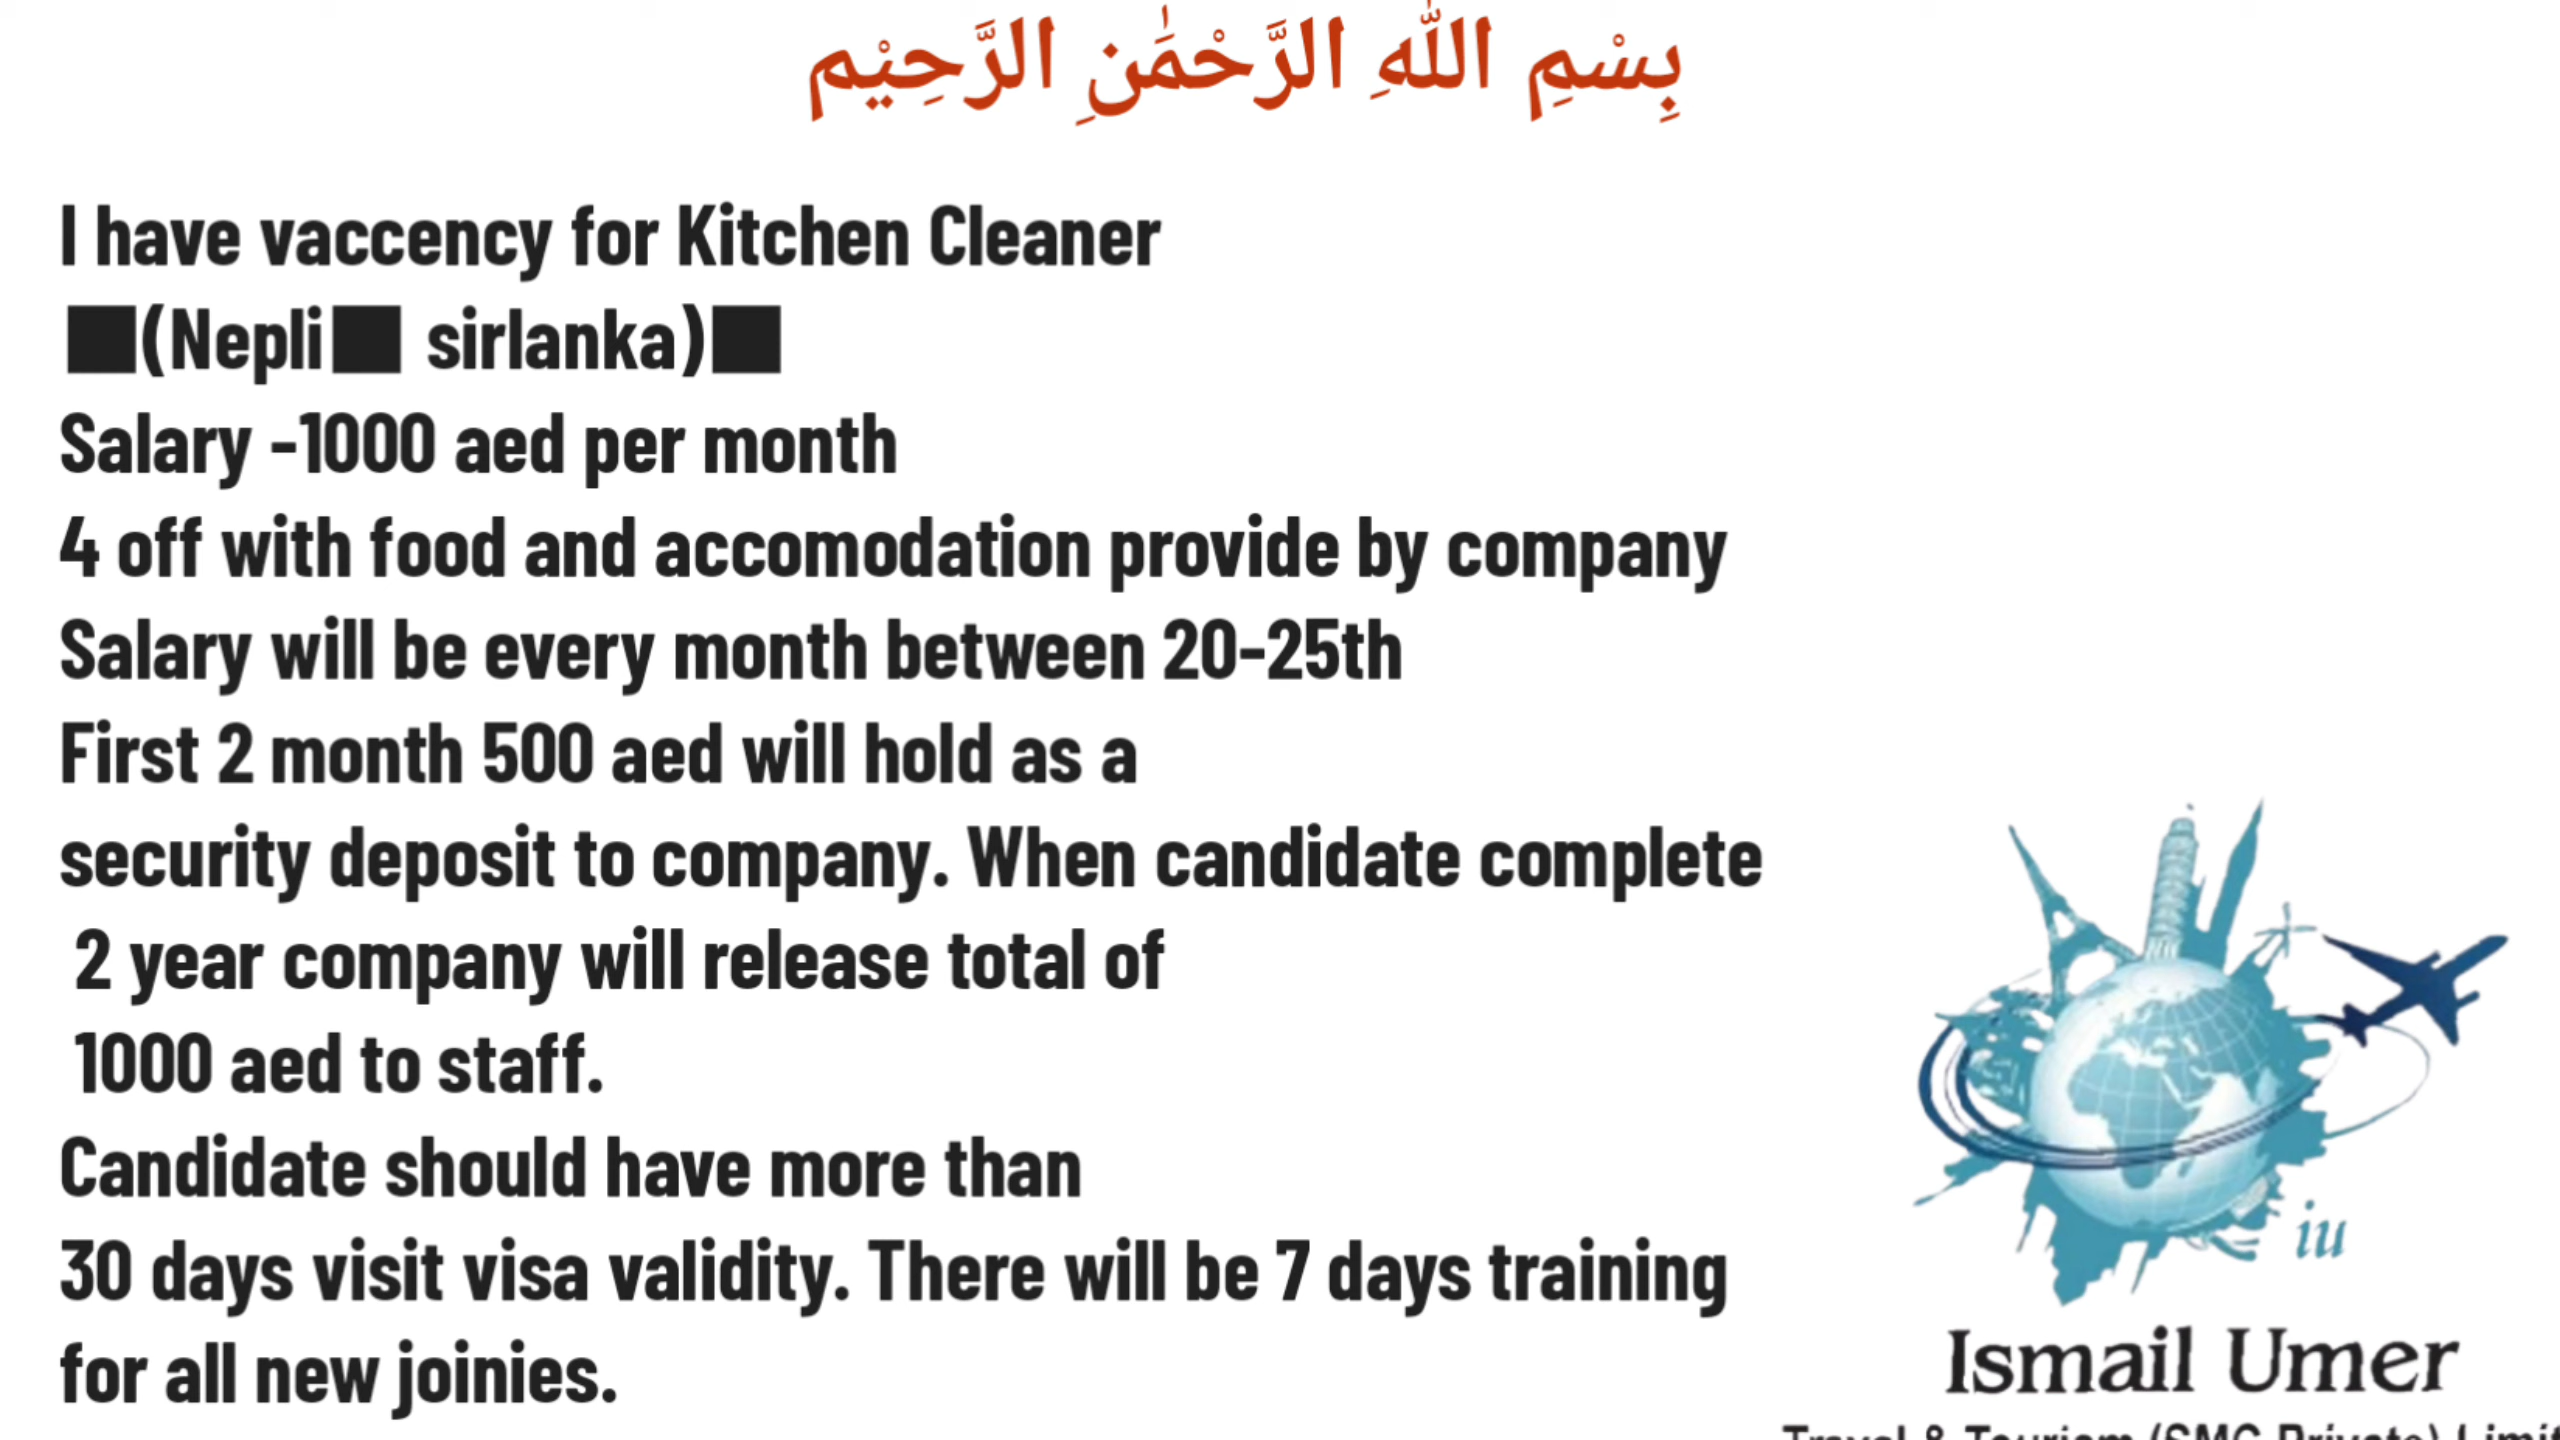 بِسْمِ اللّٰهِ الرَّحْمٰنِ الرَّحِيْم
I have vaccency for Kitchen Cleaner
(Nepli sirlanka)
Salary -1000 aed per month
4 off with food and accomodation provide by company
Salary will be every month between 20-25th
First 2 month 500 aed will hold as a
security deposit to company. When candidate complete
2 year company will release total of
1000 aed to staff.
Candidate should have more than
30 days visit visa validity. There will be 7 days training
for all new joinies.
iu
Ismail Umer
Travel & Tourism (SMC Private)